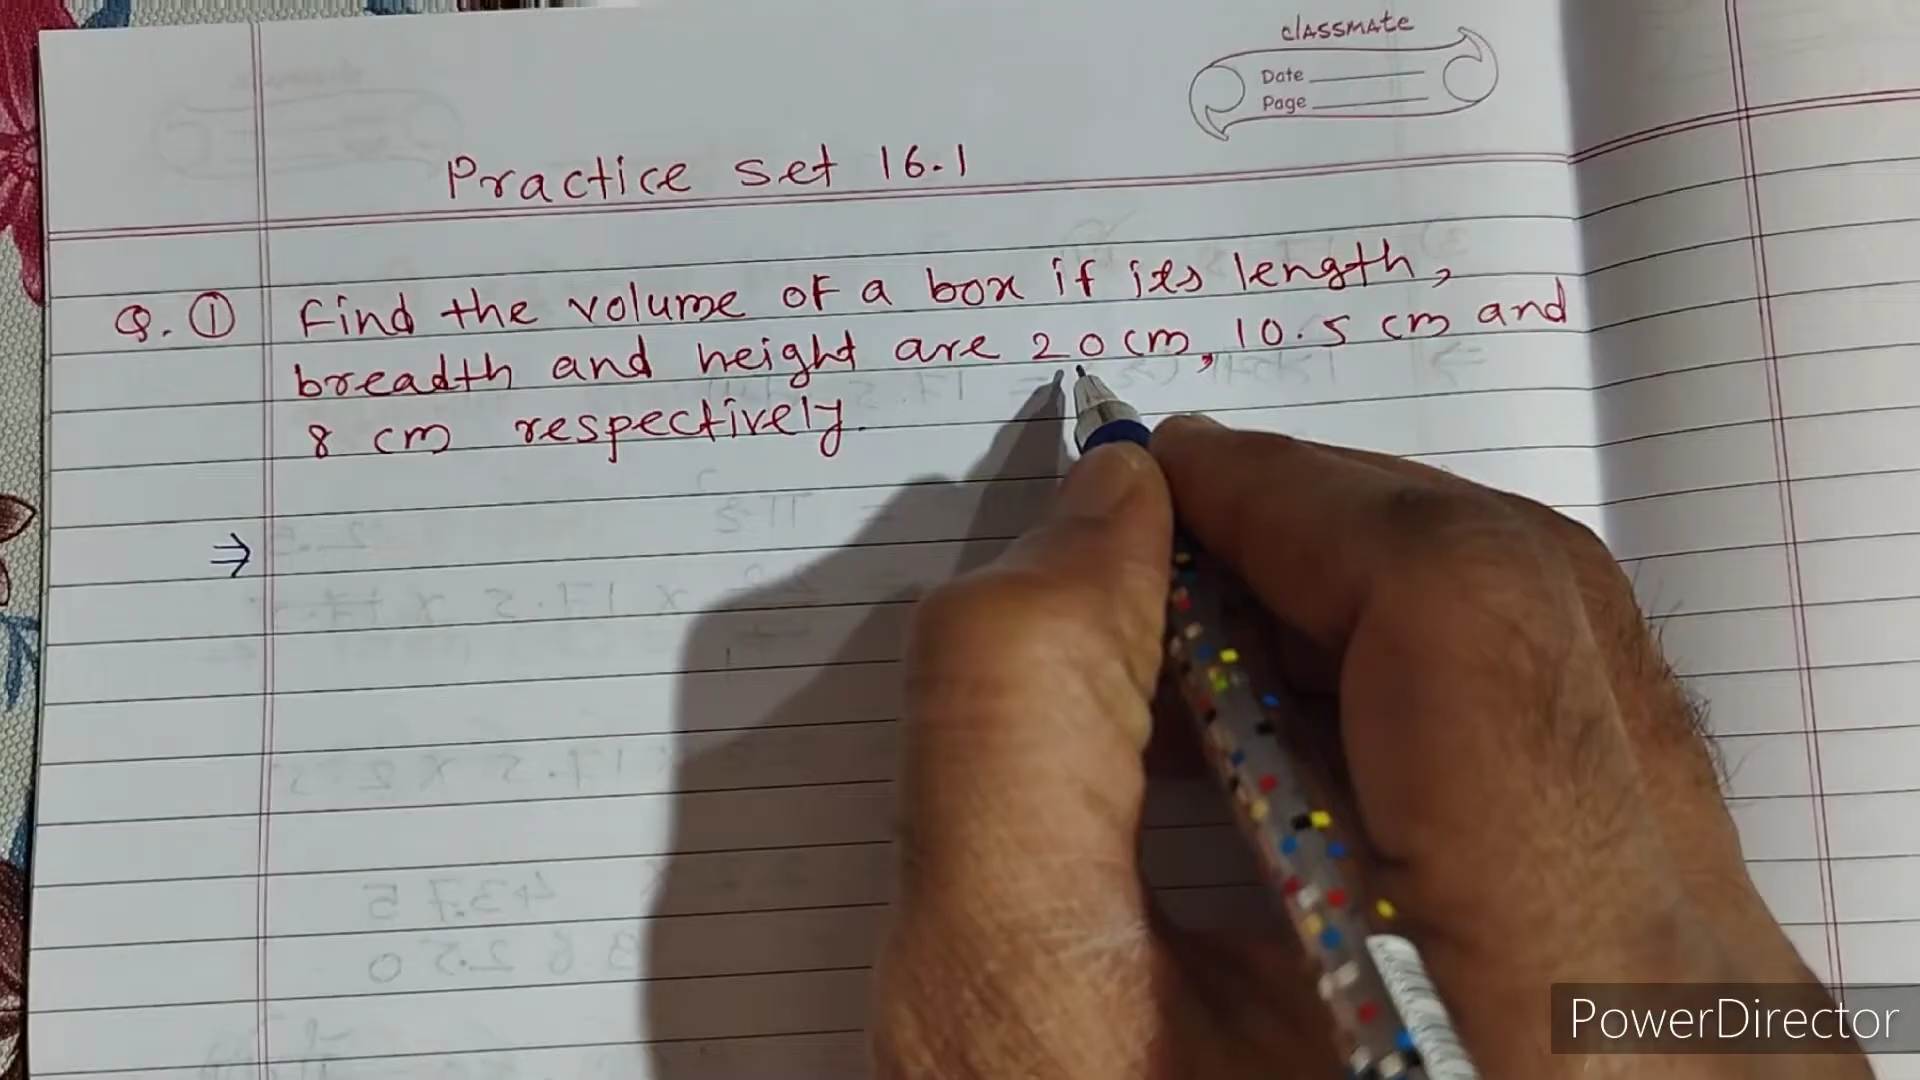 classmate
Date
Page
Practice set 16.1
Q. ① Find the volume of a box if its length,
breadth and height are 20 cm, 10.5 cm and
8 cm respectively.
⇒
PowerDirector